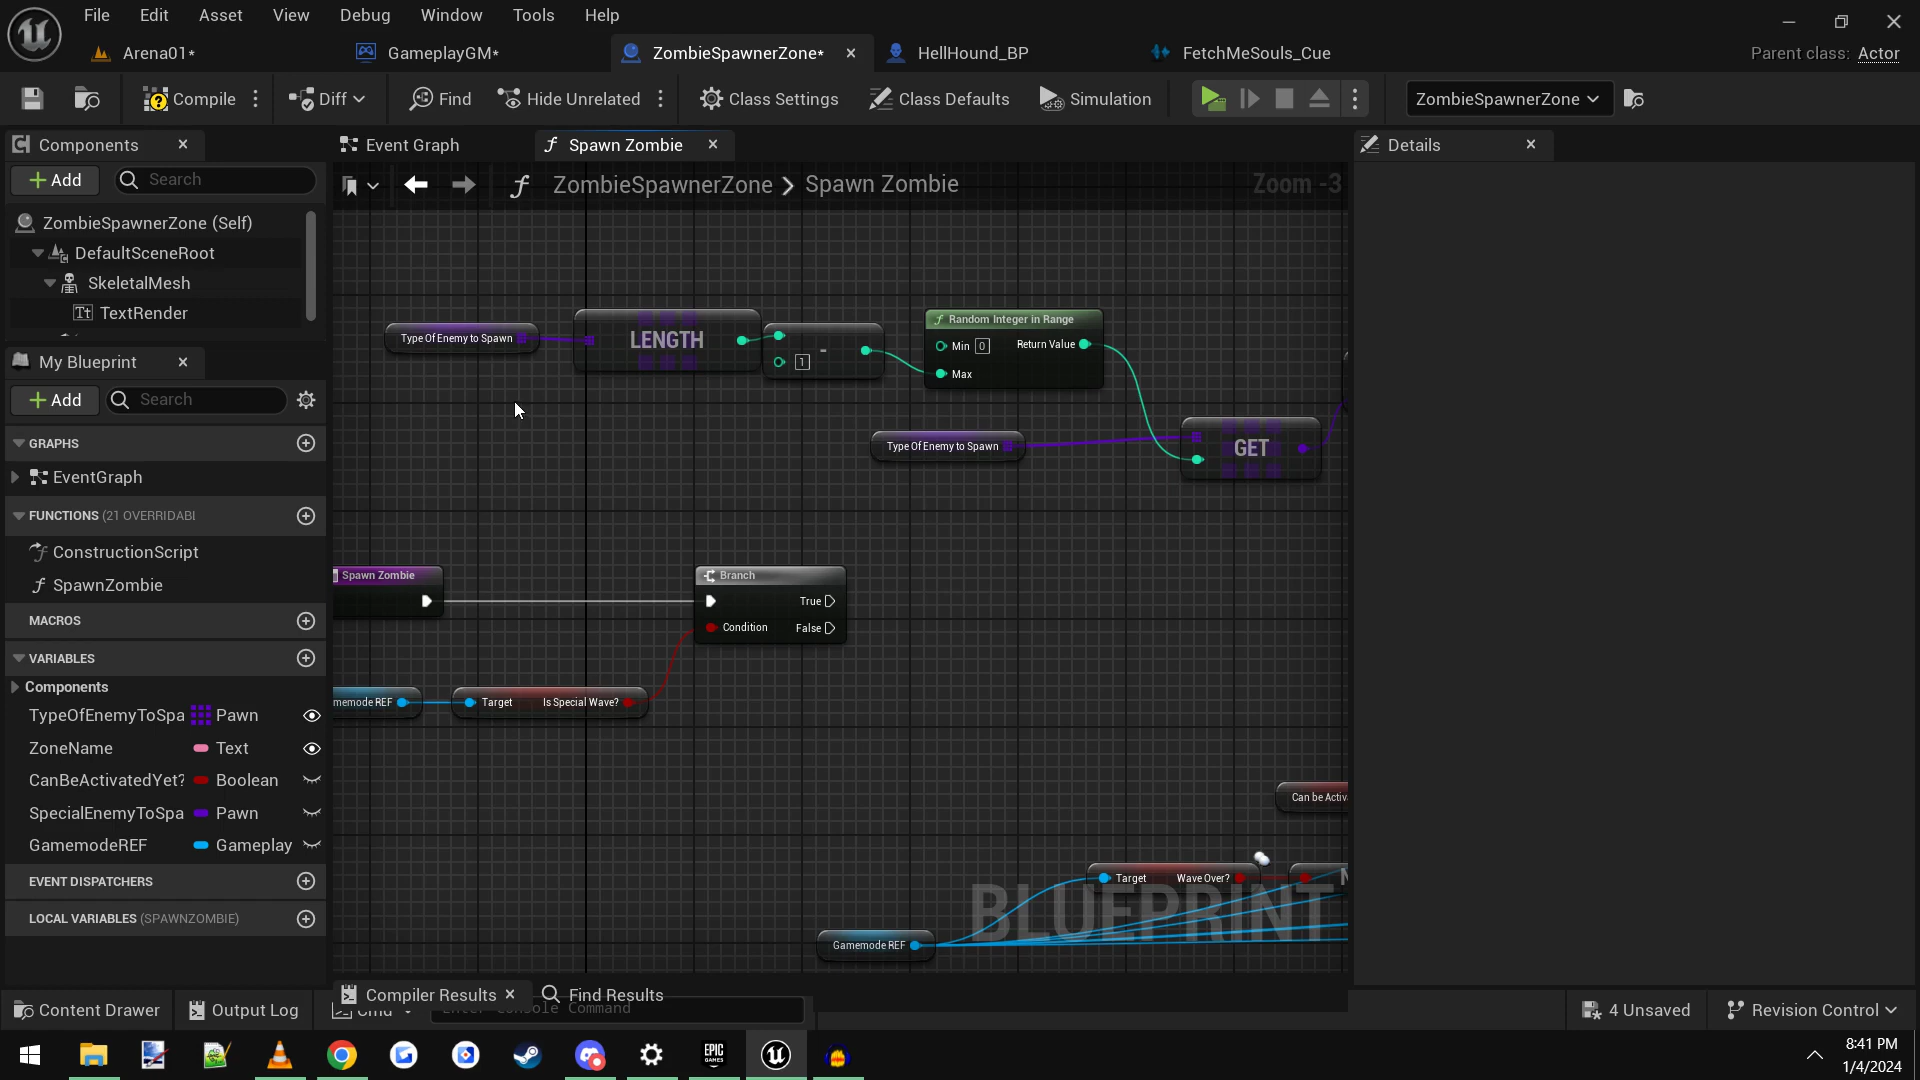 File Edit Asset View Debug Window Tools Help
Arena01* GameplayGM* ZombieSpawnerZone* HellHound_BP FetchMeSouls_Cue Parent class: Actor
Compile Diff Find Hide Unrelated Class Settings Class Defaults Simulation ZombieSpawnerZone
Components Event Graph Spawn Zombie Details
Add Search ZombieSpawnerZone Spawn Zombie Zoom -3
ZombieSpawnerZone (Self)
DefaultSceneRoot
SkeletalMesh
Tt TextRender
My Blueprint
Add Search
GRAPHS
EventGraph
FUNCTIONS (21 OVERRIDABI
ConstructionScript
SpawnZombie
MACROS
VARIABLES
Components
TypeOfEnemyToSpa Pawn
ZoneName Text
CanBeActivatedYet? Boolean
SpecialEnemyToSpa Pawn
GamemodeREF Gameplay
EVENT DISPATCHERS
LOCAL VARIABLES (SPAWNZOMBIE)
Type Of Enemy to Spawn LENGTH 1 -
Random Integer in Range
Min 0 Return Value
Max
Type Of Enemy to Spawn GET
Spawn Zombie
Branch
True
Condition False
memode REF Target Is Special Wave?
Can be Activ
Target Wave Over?
BLUEPRINT
Gamemode REF
Compiler Results Find Results
Content Drawer Output Log Cmd Enter Console Command 4 Unsaved Revision Control
EPIC GAMES
8:41 PM
1/4/2024